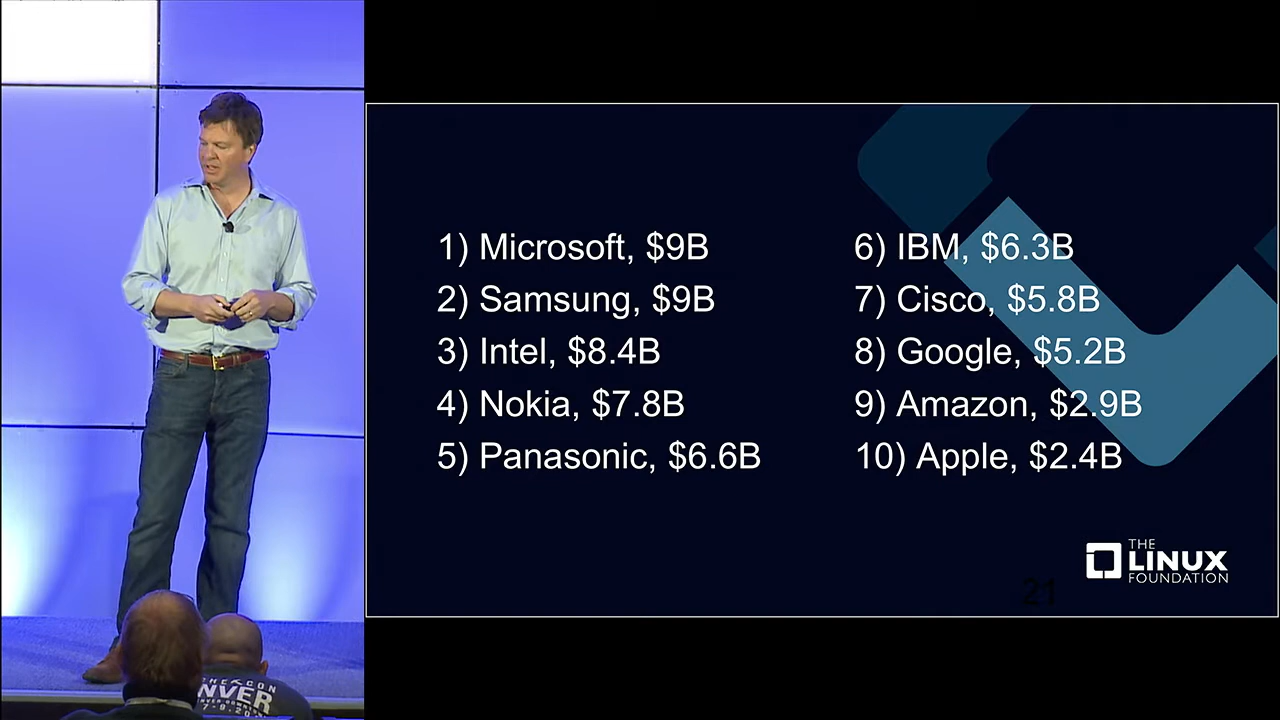 1) Microsoft, $9B
2) Samsung, $9B
3) Intel, $8.4B
4) Nokia, $7.8B
5) Panasonic, $6.6B
6) IBM, $6.3B
7) Cisco, $5.8B
8) Google, $5.2B
9) Amazon, $2.9B
10) Apple, $2.4B
THE
LINUX
FOUNDATION
21